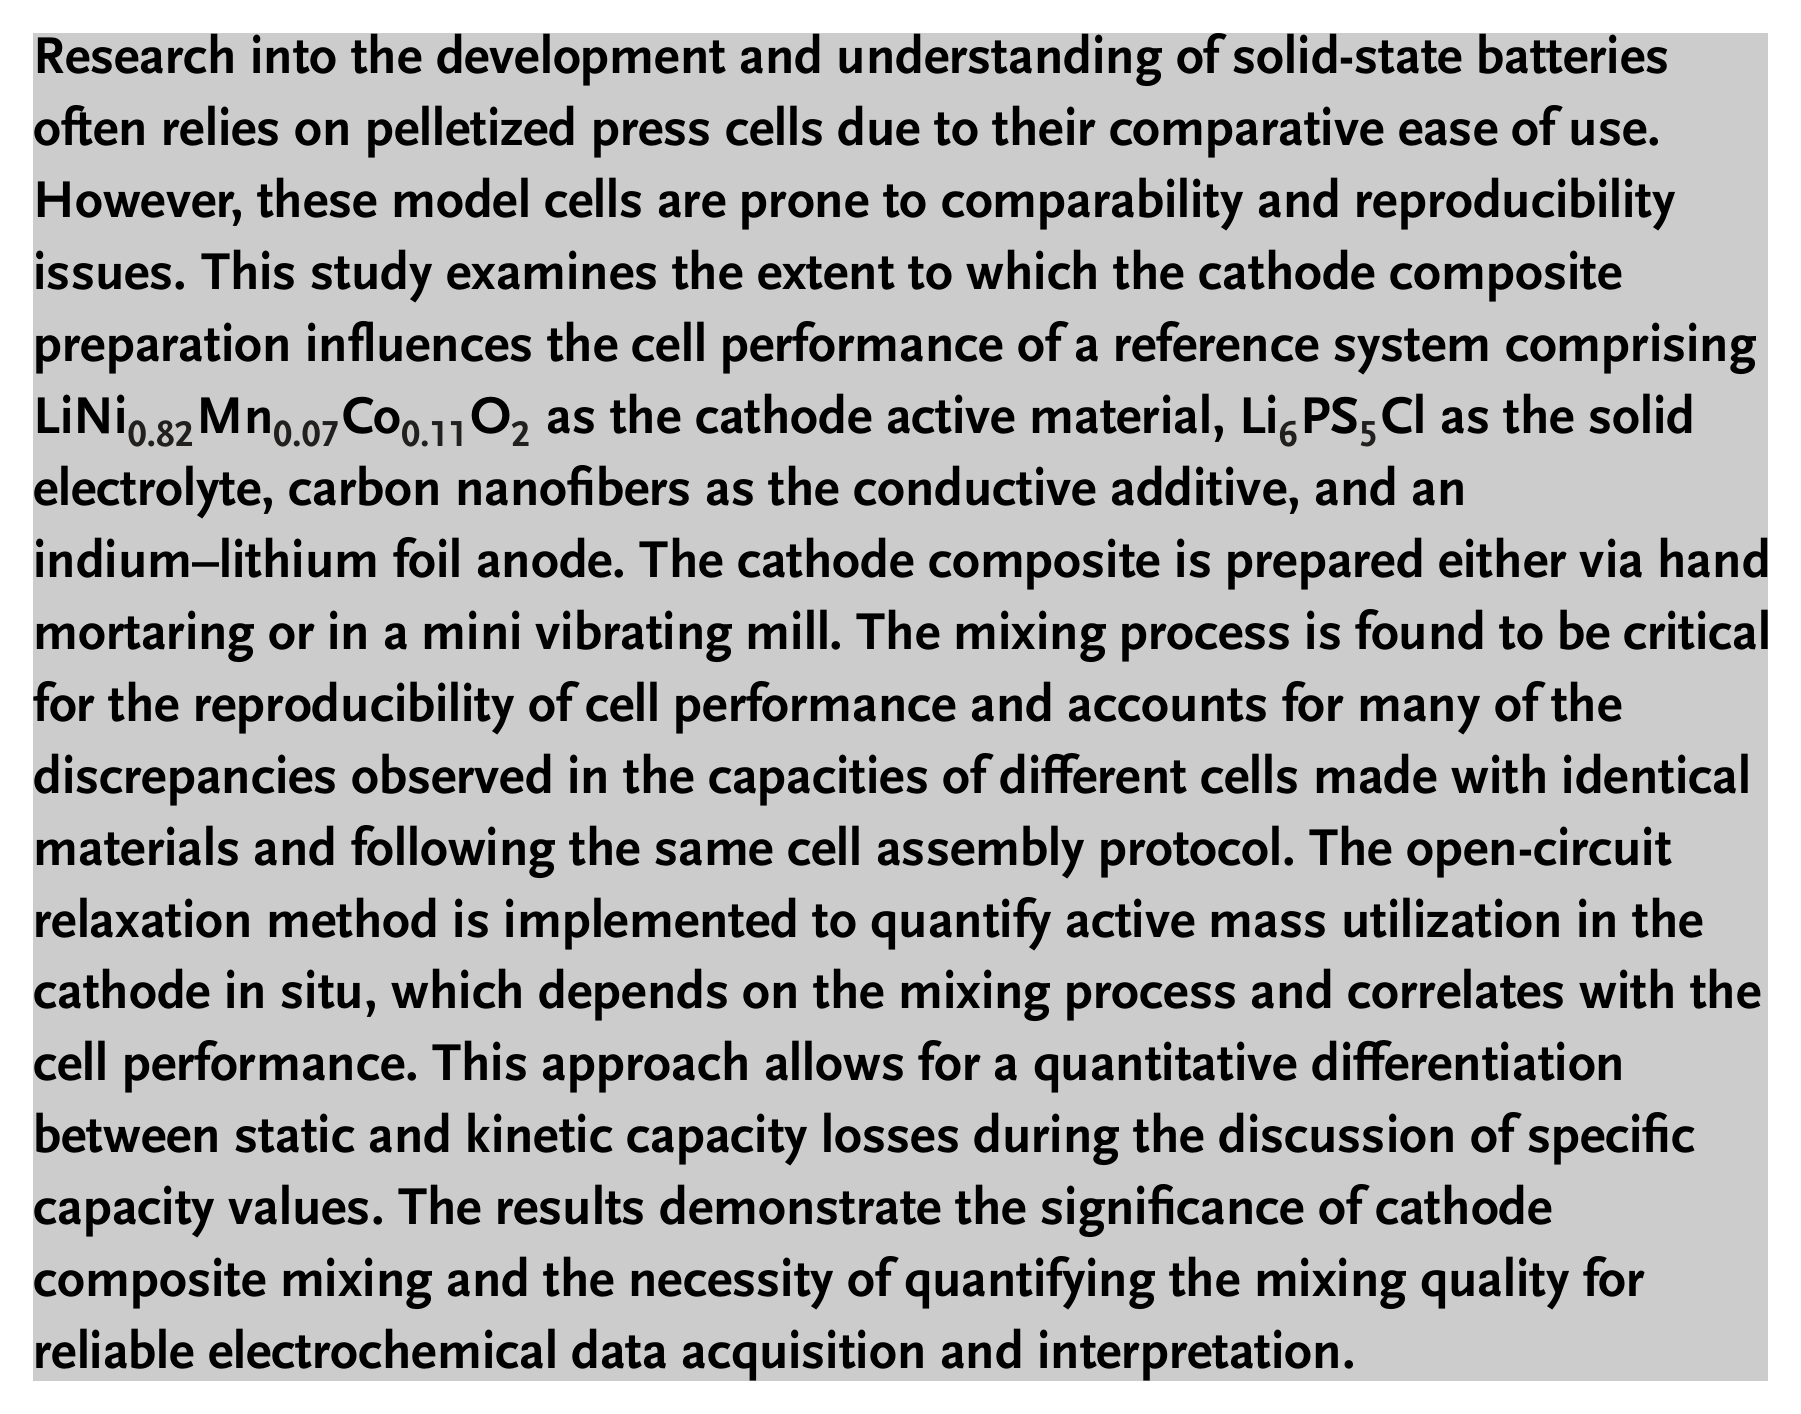 Research into the development and understanding of solid-state batteries
often relies on pelletized press cells due to their comparative ease of use.
However, these model cells are prone to comparability and reproducibility
issues. This study examines the extent to which the cathode composite
preparation influences the cell performance of a reference system comprising
LiNi₀.₈₂Mn₀.₀₇Co₀.₁₁O₂ as the cathode active material, Li₆PS₅Cl as the solid
electrolyte, carbon nanofibers as the conductive additive, and an
indium–lithium foil anode. The cathode composite is prepared either via hand
mortaring or in a mini vibrating mill. The mixing process is found to be critical
for the reproducibility of cell performance and accounts for many of the
discrepancies observed in the capacities of different cells made with identical
materials and following the same cell assembly protocol. The open-circuit
relaxation method is implemented to quantify active mass utilization in the
cathode in situ, which depends on the mixing process and correlates with the
cell performance. This approach allows for a quantitative differentiation
between static and kinetic capacity losses during the discussion of specific
capacity values. The results demonstrate the significance of cathode
composite mixing and the necessity of quantifying the mixing quality for
reliable electrochemical data acquisition and interpretation.